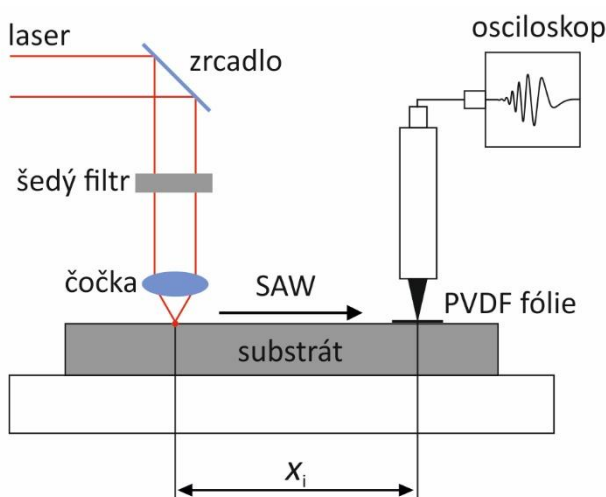 laser
osciloskop
zrcadlo
šedý filtr
čočka
SAW
PVDF fólie
substrát
xi